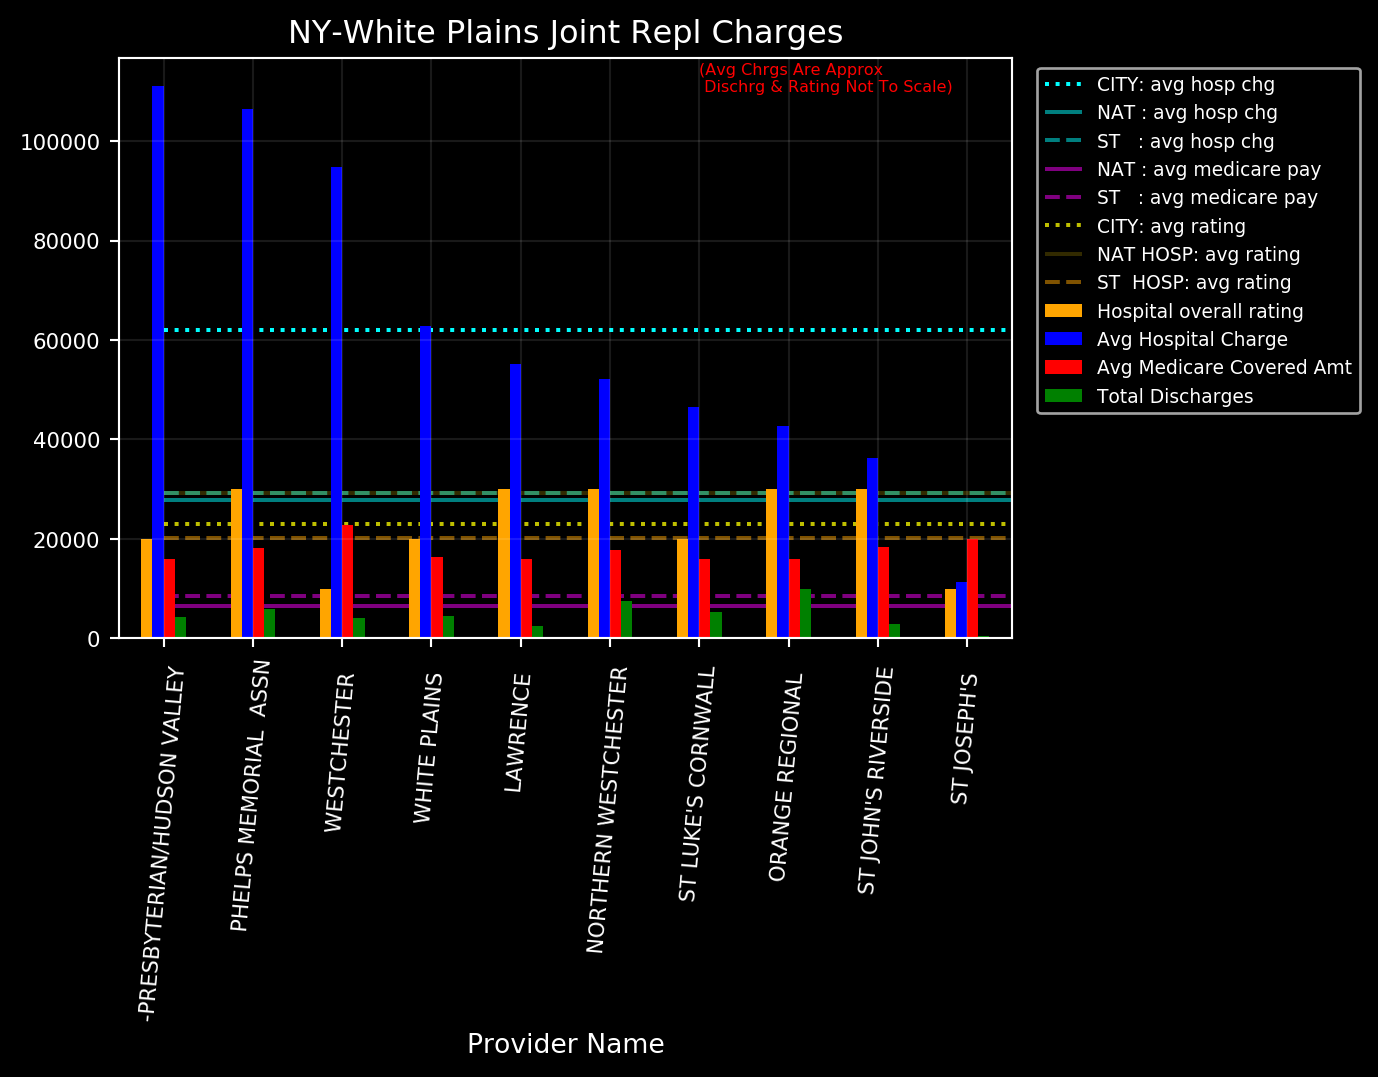 NY-White Plains Joint Repl Charges
(Avg Chrgs Are Approx
Dischrg & Rating Not To Scale)
100000
80000
60000
40000
20000
0
CITY: avg hosp chg
NAT : avg hosp chg
ST   : avg hosp chg
NAT : avg medicare pay
ST   : avg medicare pay
CITY: avg rating
NAT HOSP: avg rating
ST  HOSP: avg rating
Hospital overall rating
Avg Hospital Charge
Avg Medicare Covered Amt
Total Discharges
-PRESBYTERIAN/HUDSON VALLEY
PHELPS MEMORIAL  ASSN
WESTCHESTER
WHITE PLAINS
LAWRENCE
NORTHERN WESTCHESTER
ST LUKE'S CORNWALL
ORANGE REGIONAL
ST JOHN'S RIVERSIDE
ST JOSEPH'S
Provider Name